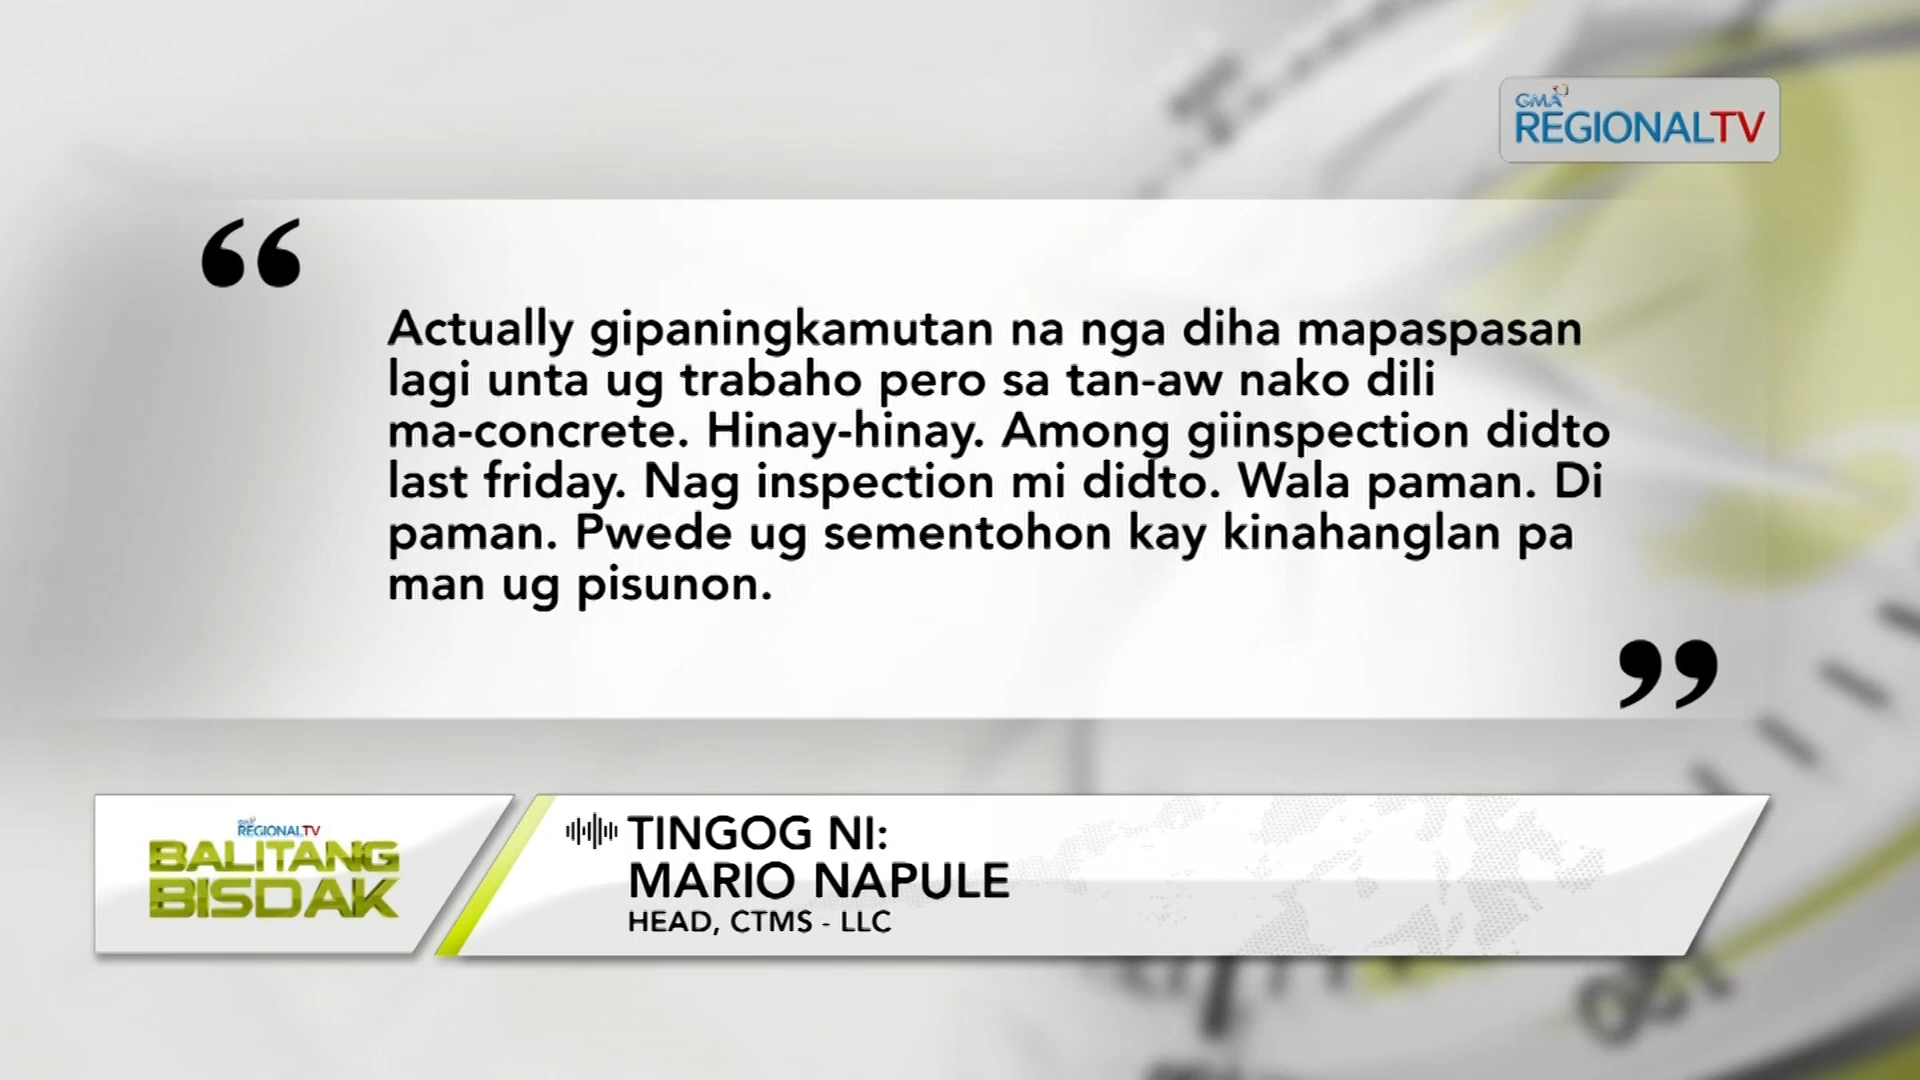 GMA
REGIONALTV
“
Actually gipaningkamutan na nga diha mapaspasan
lagi unta ug trabaho pero sa tan-aw nako dili
ma-concrete. Hinay-hinay. Among giinspection didto
last friday. Nag inspection mi didto. Wala paman. Di
paman. Pwede ug sementohon kay kinahanglan pa
man ug pisunon.
”
GMA
REGIONALTV
BALITANG
BISDAK
TINGOG NI:
MARIO NAPULE
HEAD, CTMS - LLC